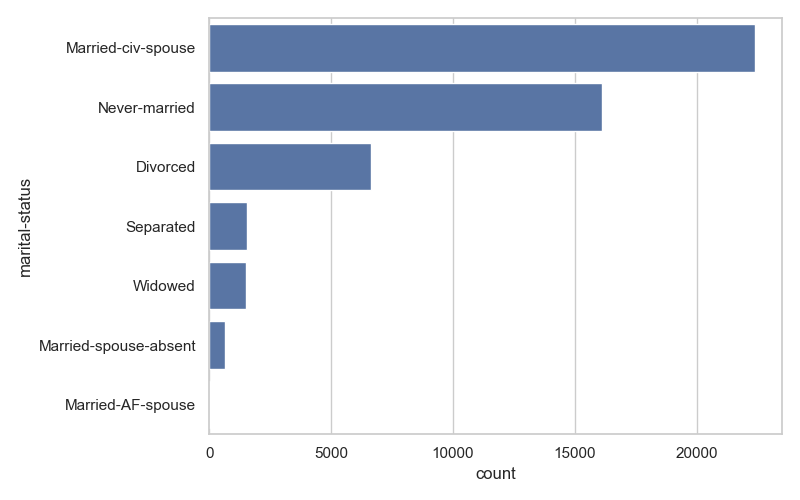 Married-civ-spouse
Never-married
Divorced
Separated
Widowed
Married-spouse-absent
Married-AF-spouse
marital-status
0 5000 10000 15000 20000
count